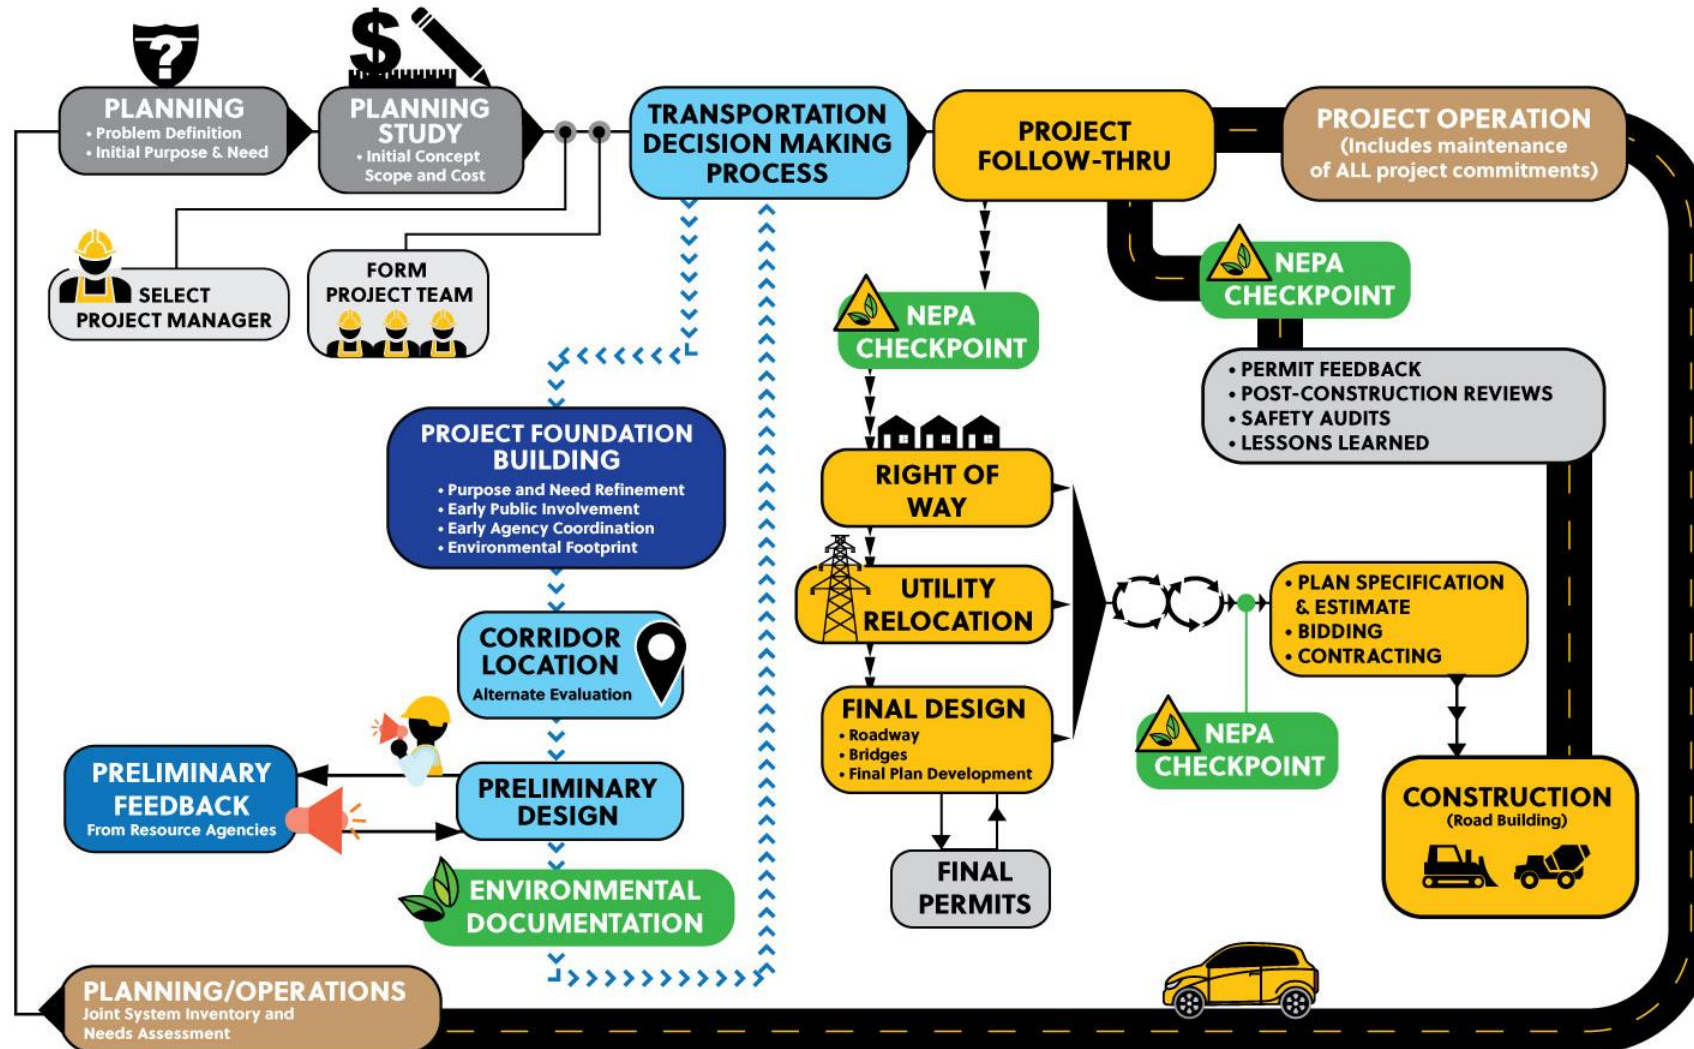 ?
$
PLANNING
• Problem Definition
• Initial Purpose & Need
PLANNING
STUDY
• Initial Concept
Scope and Cost
TRANSPORTATION
DECISION MAKING
PROCESS
PROJECT
FOLLOW-THRU
PROJECT OPERATION
(Includes maintenance
of ALL project commitments)
SELECT
PROJECT MANAGER
FORM
PROJECT TEAM
NEPA
CHECKPOINT
NEPA
CHECKPOINT
• PERMIT FEEDBACK
• POST-CONSTRUCTION REVIEWS
• SAFETY AUDITS
• LESSONS LEARNED
PROJECT FOUNDATION
BUILDING
• Purpose and Need Refinement
• Early Public Involvement
• Early Agency Coordination
• Environmental Footprint
RIGHT OF
WAY
UTILITY
RELOCATION
• PLAN SPECIFICATION
& ESTIMATE
• BIDDING
• CONTRACTING
CORRIDOR
LOCATION
Alternate Evaluation
FINAL DESIGN
• Roadway
• Bridges
• Final Plan Development
NEPA
CHECKPOINT
PRELIMINARY
FEEDBACK
From Resource Agencies
PRELIMINARY
DESIGN
CONSTRUCTION
(Road Building)
FINAL
PERMITS
ENVIRONMENTAL
DOCUMENTATION
PLANNING/OPERATIONS
Joint System Inventory and
Needs Assessment